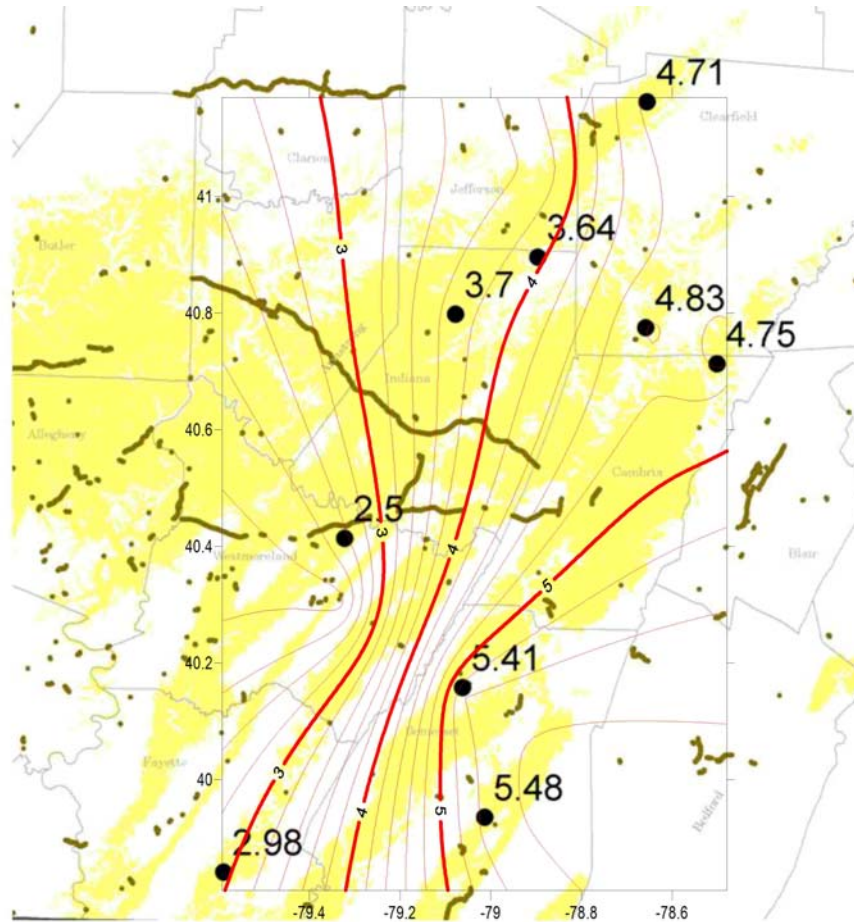 4.71
Clearfield
Clarion
41
Jefferson
3.64
3
Butler
4
3.7
4.83
40.8
4.75
Armstrong
Indiana
40.6
Allegheny
Cambria
2.5
3
40.4
4
Westmoreland
Blair
5
40.2
5.41
Somerset
Fayette
3
40
5.48
4
5
Bedford
2.98
-79.4
-79.2
-79
-78.8
-78.6